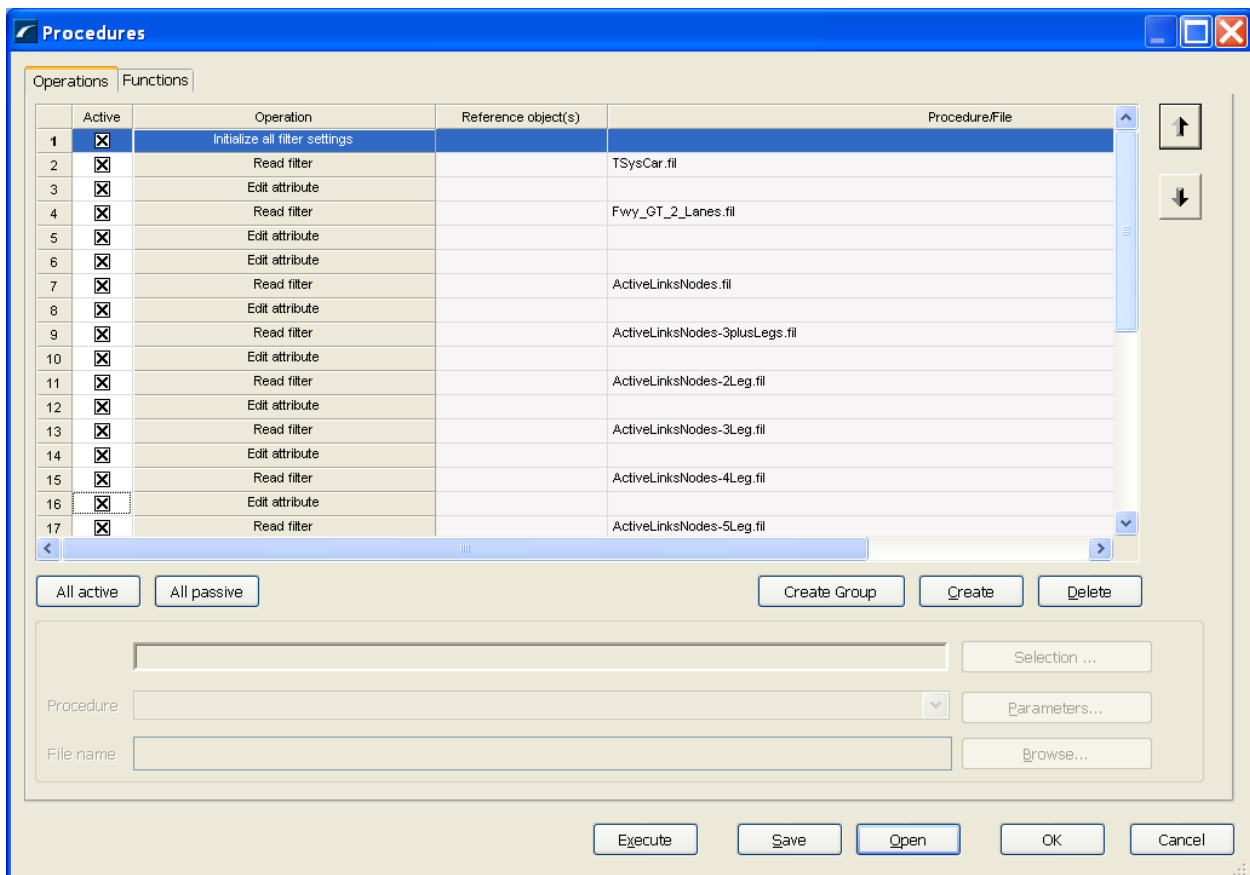 Procedures
Operations Functions
Active Operation Reference object(s) Procedure/File
1 Initialize all filter settings
2 Read filter TSysCar.fil
3 Edit attribute
4 Read filter Fwy_GT_2_Lanes.fil
5 Edit attribute
6 Edit attribute
7 Read filter ActiveLinksNodes.fil
8 Edit attribute
9 Read filter ActiveLinksNodes-3plusLegs.fil
10 Edit attribute
11 Read filter ActiveLinksNodes-2Leg.fil
12 Edit attribute
13 Read filter ActiveLinksNodes-3Leg.fil
14 Edit attribute
15 Read filter ActiveLinksNodes-4Leg.fil
16 Edit attribute
17 Read filter ActiveLinksNodes-5Leg.fil
All active All passive Create Group Create Delete
Selection ...
Procedure Parameters...
File name Browse...
Execute Save Open OK Cancel